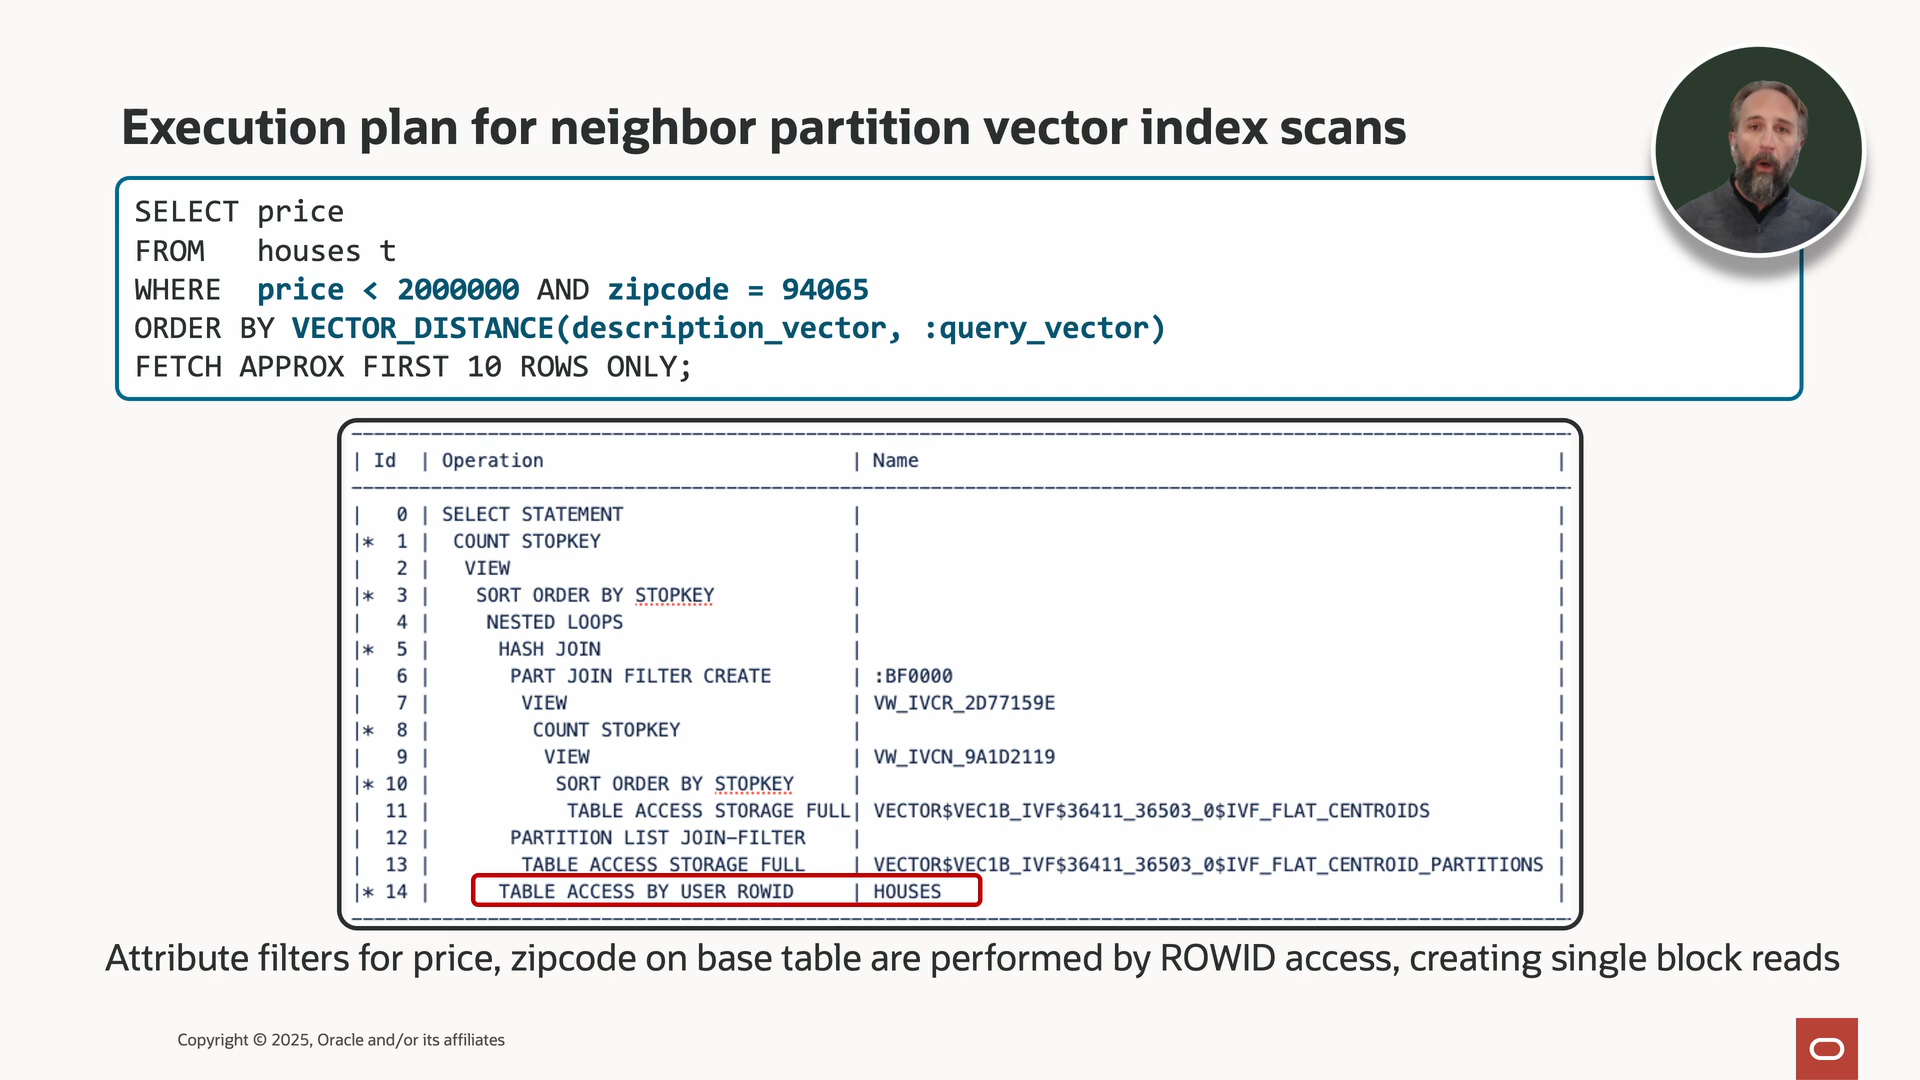 Execution plan for neighbor partition vector index scans
SELECT price
FROM   houses t
WHERE  price < 2000000 AND zipcode = 94065
ORDER BY VECTOR_DISTANCE(description_vector, :query_vector)
FETCH APPROX FIRST 10 ROWS ONLY;
| Id  | Operation                           | Name                                                        |
|   0 | SELECT STATEMENT                    |                                                             |
|*  1 |  COUNT STOPKEY                      |                                                             |
|   2 |   VIEW                              |                                                             |
|*  3 |    SORT ORDER BY STOPKEY            |                                                             |
|   4 |     NESTED LOOPS                    |                                                             |
|*  5 |      HASH JOIN                      |                                                             |
|   6 |       PART JOIN FILTER CREATE       | :BF0000                                                     |
|   7 |        VIEW                         | VW_IVCR_2D77159E                                            |
|*  8 |         COUNT STOPKEY               |                                                             |
|   9 |          VIEW                       | VW_IVCN_9A1D2119                                            |
|* 10 |           SORT ORDER BY STOPKEY     |                                                             |
|  11 |            TABLE ACCESS STORAGE FULL| VECTOR$VEC1B_IVF$36411_36503_0$IVF_FLAT_CENTROIDS           |
|  12 |       PARTITION LIST JOIN-FILTER    |                                                             |
|  13 |        TABLE ACCESS STORAGE FULL    | VECTOR$VEC1B_IVF$36411_36503_0$IVF_FLAT_CENTROID_PARTITIONS |
|* 14 |      TABLE ACCESS BY USER ROWID     | HOUSES                                                      |
Attribute filters for price, zipcode on base table are performed by ROWID access, creating single block reads
Copyright © 2025, Oracle and/or its affiliates